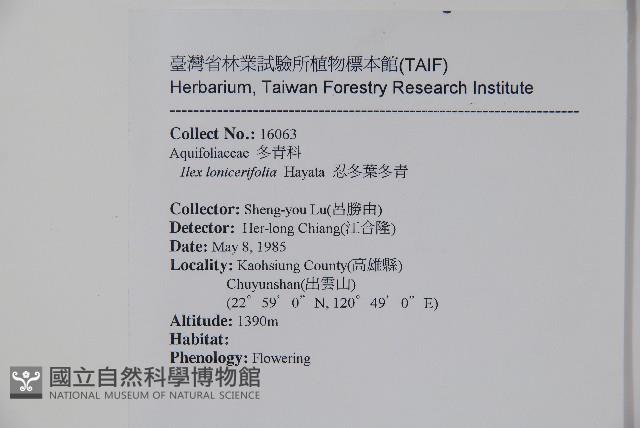 臺灣省林業試驗所植物標本館(TAIF)
Herbarium, Taiwan Forestry Research Institute
Collect No.: 16063
Aquifoliaceae 冬青科
Ilex lonicerifolia Hayata 忍冬葉冬青
Collector: Sheng-you Lu(呂勝由)
Detector: Her-long Chiang(江合隆)
Date: May 8, 1985
Locality: Kaohsiung County(高雄縣)
Chuyunshan(出雲山)
(22° 59' 0" N, 120° 49' 0" E)
Altitude: 1390m
Habitat:
Phenology: Flowering
國立自然科學博物館
NATIONAL MUSEUM OF NATURAL SCIENCE